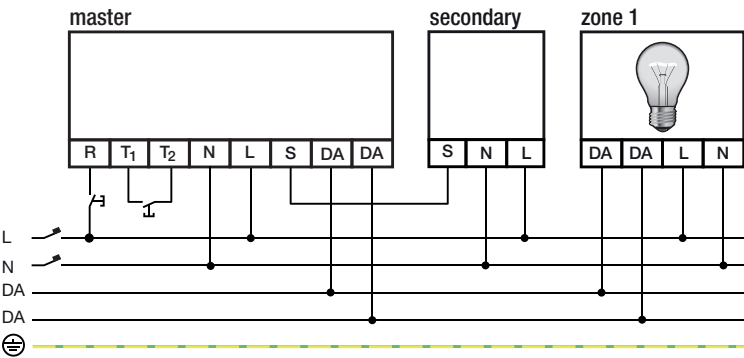 master secondary zone 1
R T₁ T₂ N L S DA DA S N L DA DA L N
L
N
DA
DA